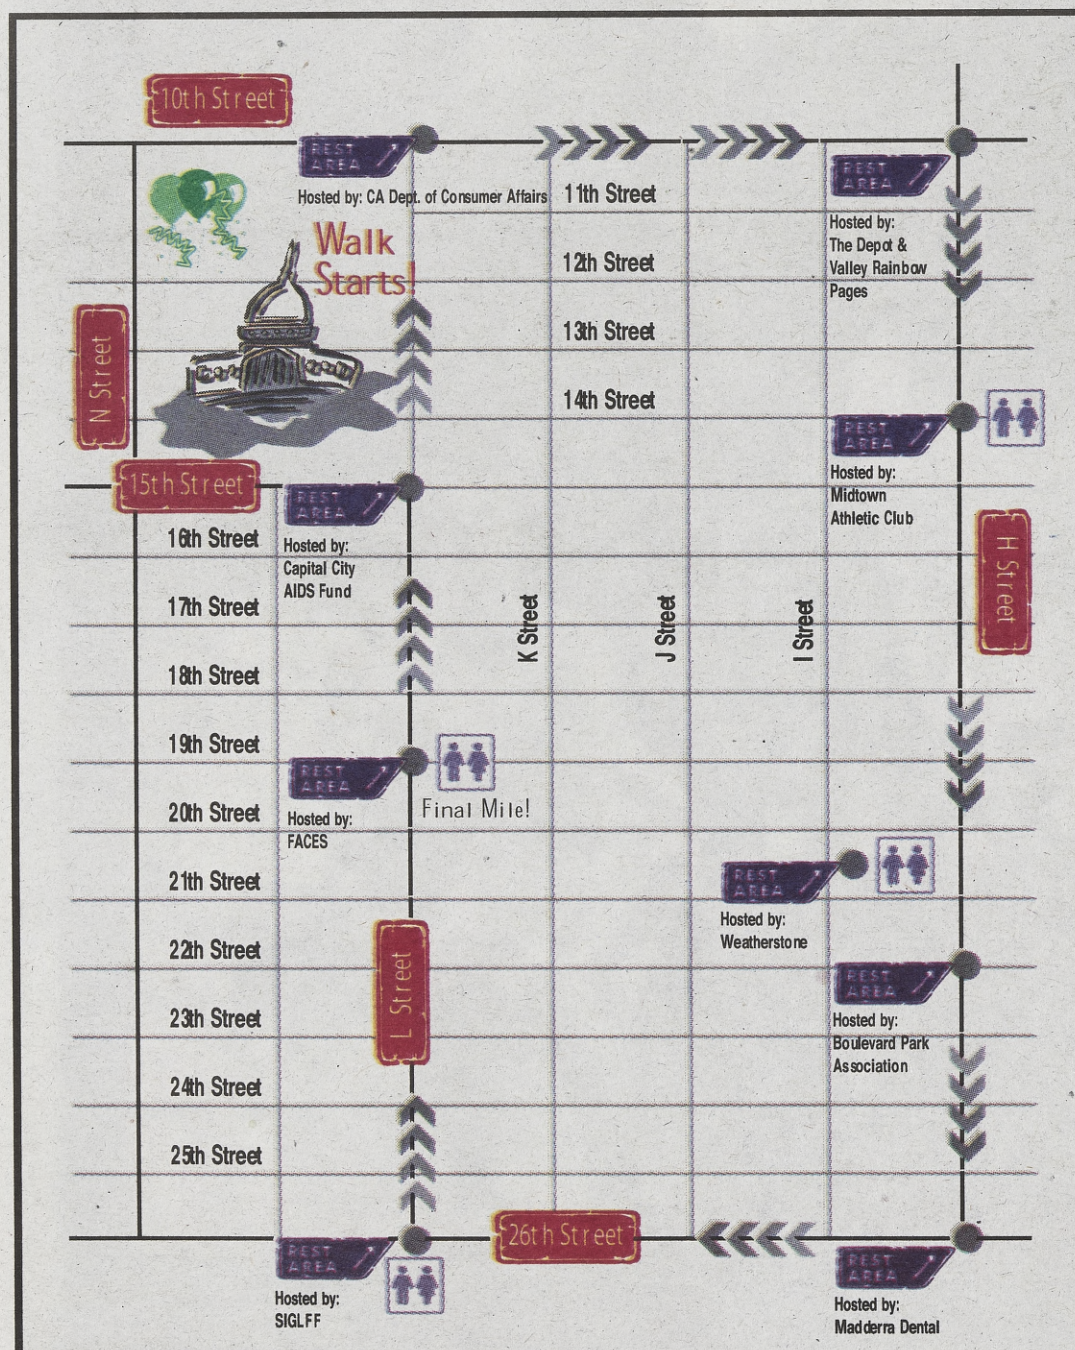 10th Street
REST
AREA
Hosted by: CA Dept. of Consumer Affairs
Walk
Starts!
11th Street
12th Street
13th Street
14th Street
REST
AREA
Hosted by:
The Depot &
Valley Rainbow
Pages
N Street
REST
AREA
Hosted by:
Midtown
Athletic Club
15th Street
REST
AREA
Hosted by:
Capital City
AIDS Fund
16th Street
17th Street
18th Street
19th Street
20th Street
21th Street
22th Street
23th Street
24th Street
25th Street
K Street
J Street
I Street
H Street
REST
AREA
Hosted by:
FACES
Final Mile!
REST
AREA
Hosted by:
Weatherstone
L Street
REST
AREA
Hosted by:
Boulevard Park
Association
26th Street
REST
AREA
Hosted by:
SIGLFF
REST
AREA
Hosted by:
Madderra Dental